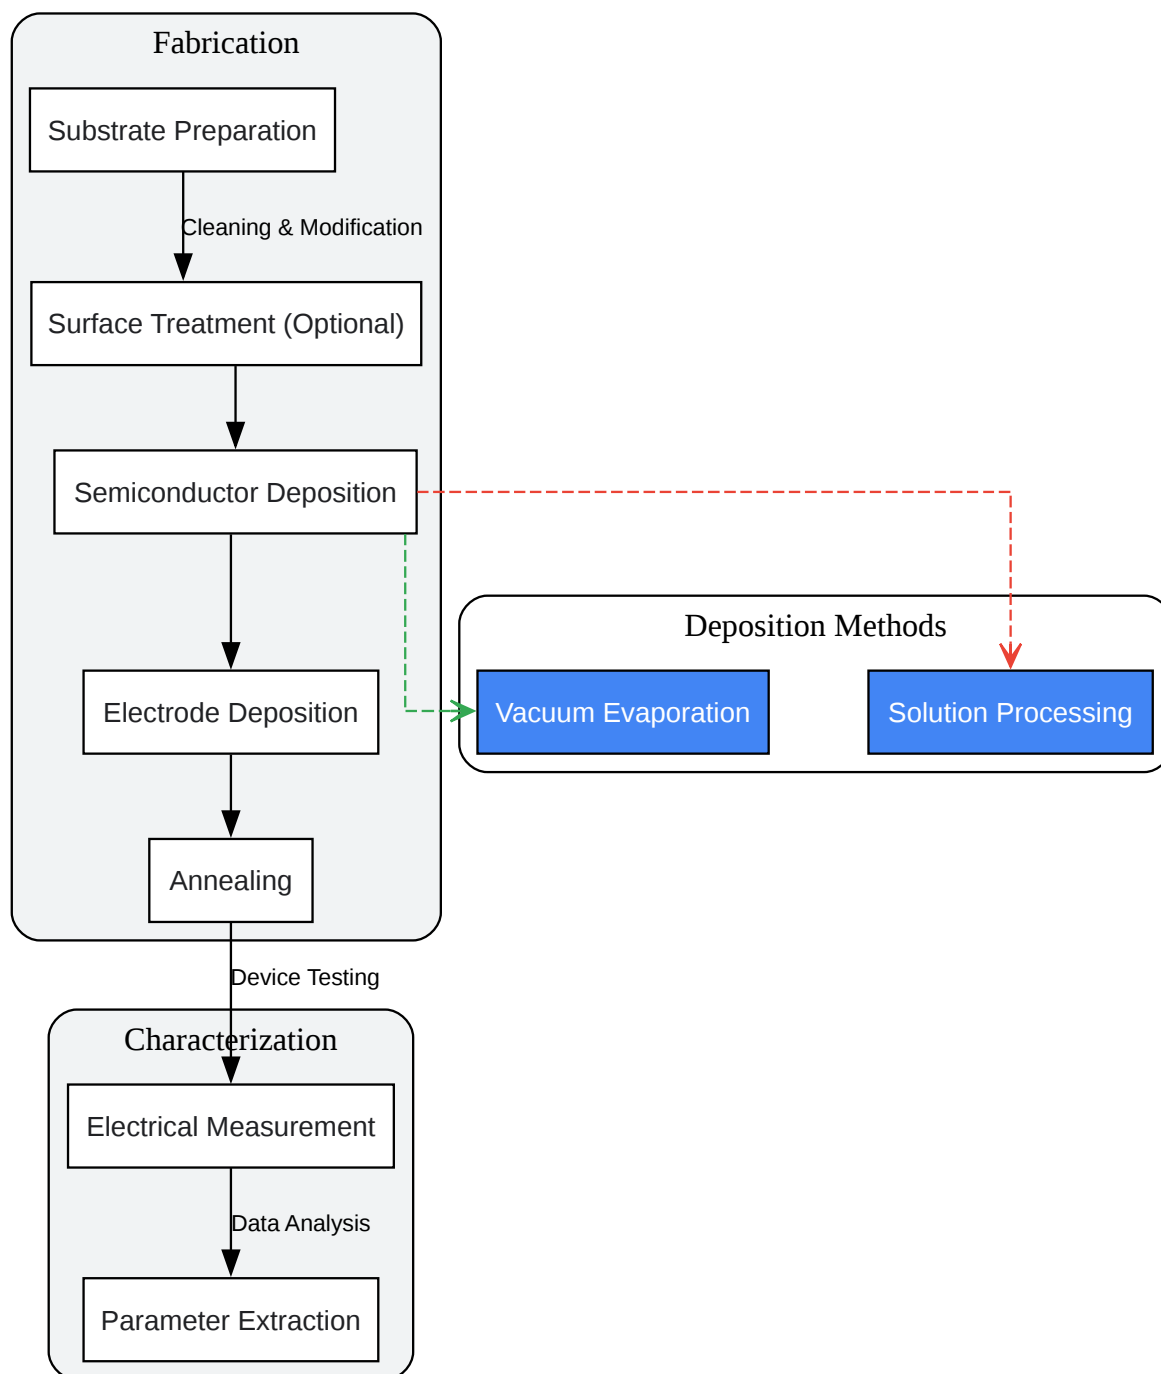 Fabrication
Substrate Preparation
Cleaning & Modification
Surface Treatment (Optional)
Semiconductor Deposition
Deposition Methods
Electrode Deposition
Vacuum Evaporation
Solution Processing
Annealing
Device Testing
Characterization
Electrical Measurement
Data Analysis
Parameter Extraction